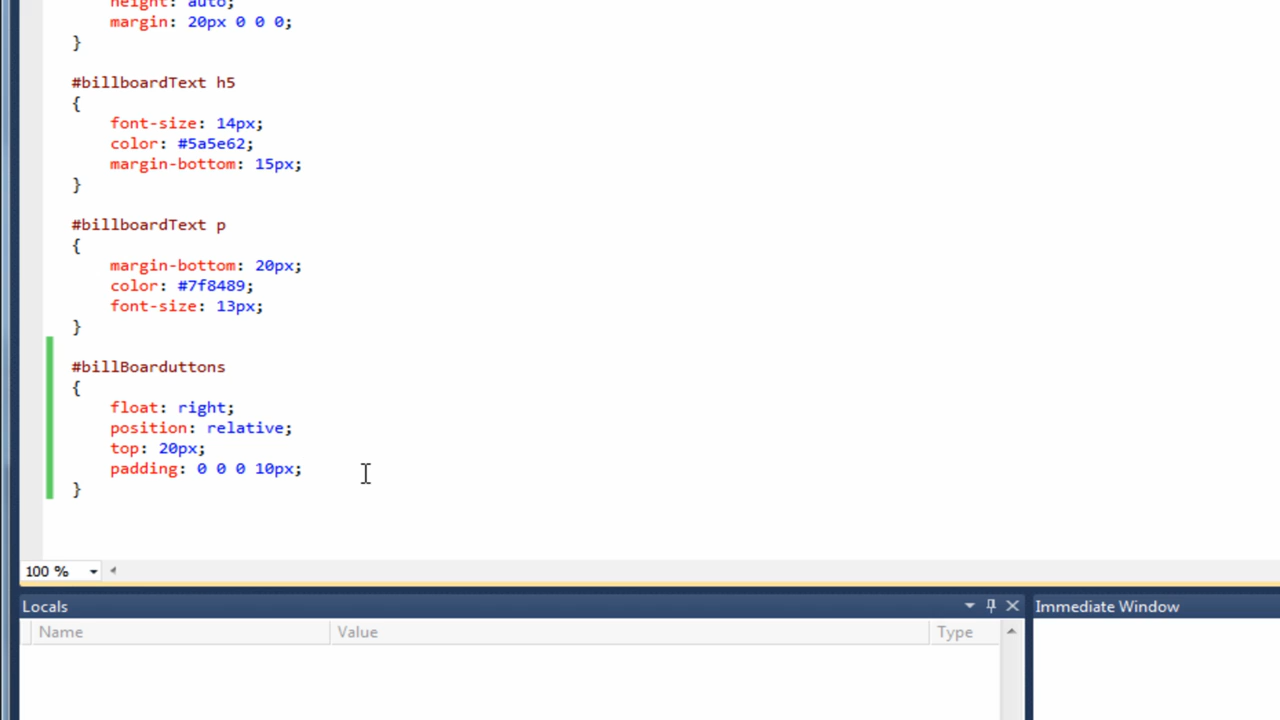 height: auto;
margin: 20px 0 0 0;
}
#billboardText h5
{
font-size: 14px;
color: #5a5e62;
margin-bottom: 15px;
}
#billboardText p
{
margin-bottom: 20px;
color: #7f8489;
font-size: 13px;
}
#billBoarduttons
{
float: right;
position: relative;
top: 20px;
padding: 0 0 0 10px;
}
100 %
Locals
Immediate Window
Name Value Type